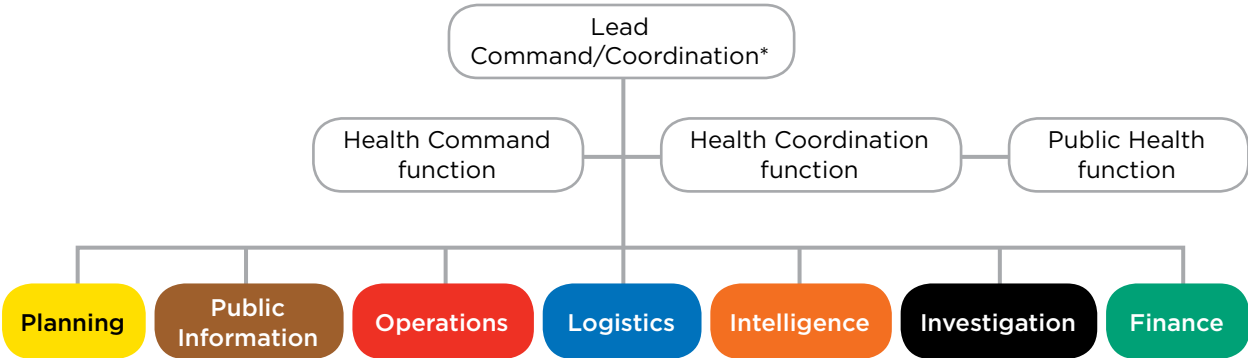 Lead
Command/Coordination*
Health Command
function
Health Coordination
function
Public Health
function
Planning
Public
Information
Operations
Logistics
Intelligence
Investigation
Finance